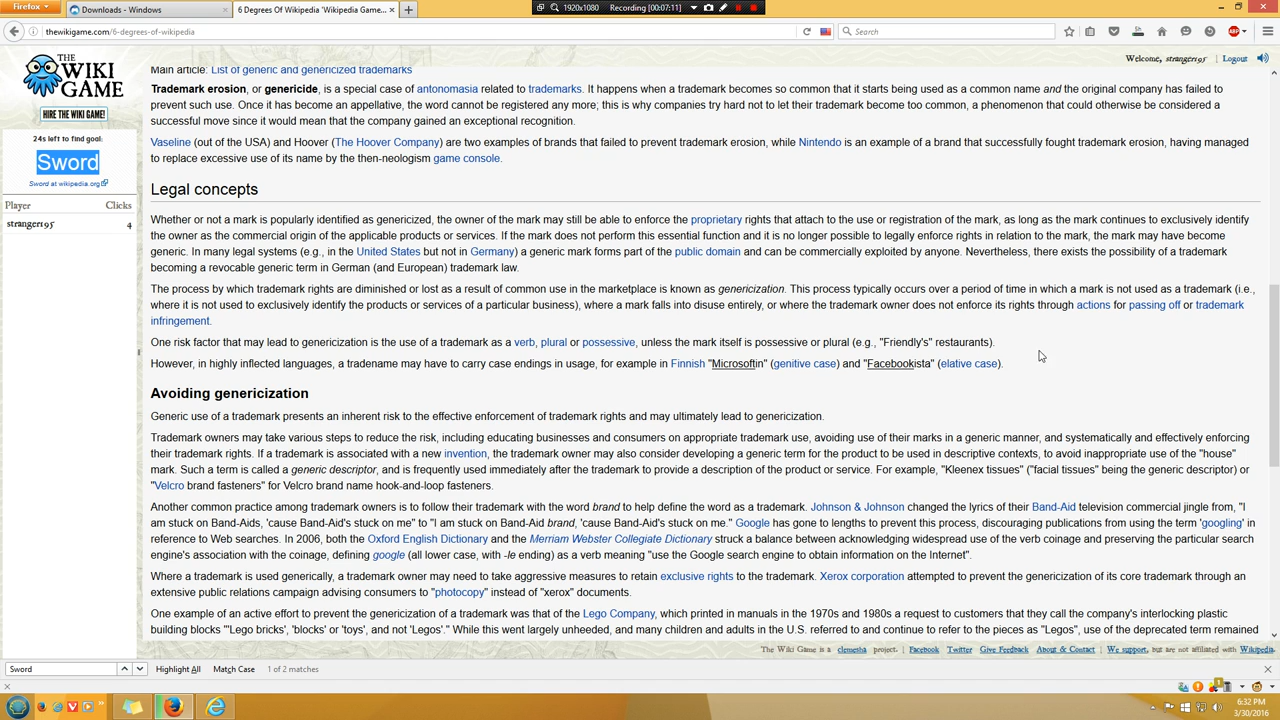 Firefox
Downloads - Windows
6 Degrees Of Wikipedia 'Wikipedia Game...
1920x1080 Recording [00:07:11]
thewikigame.com/6-degrees-of-wikipedia
Search
THE WIKI GAME
HIRE THE WIKI GAME!
Welcome, stranger195 Logout
24s left to find goal:
Sword
Sword at wikipedia.org
Player Clicks
stranger195 4
Main article: List of generic and genericized trademarks
Trademark erosion, or genericide, is a special case of antonomasia related to trademarks. It happens when a trademark becomes so common that it starts being used as a common name and the original company has failed to
prevent such use. Once it has become an appellative, the word cannot be registered any more; this is why companies try hard not to let their trademark become too common, a phenomenon that could otherwise be considered a
successful move since it would mean that the company gained an exceptional recognition.
Vaseline (out of the USA) and Hoover (The Hoover Company) are two examples of brands that failed to prevent trademark erosion, while Nintendo is an example of a brand that successfully fought trademark erosion, having managed
to replace excessive use of its name by the then-neologism game console.
Legal concepts
Whether or not a mark is popularly identified as genericized, the owner of the mark may still be able to enforce the proprietary rights that attach to the use or registration of the mark, as long as the mark continues to exclusively identify
the owner as the commercial origin of the applicable products or services. If the mark does not perform this essential function and it is no longer possible to legally enforce rights in relation to the mark, the mark may have become
generic. In many legal systems (e.g., in the United States but not in Germany) a generic mark forms part of the public domain and can be commercially exploited by anyone. Nevertheless, there exists the possibility of a trademark
becoming a revocable generic term in German (and European) trademark law.
The process by which trademark rights are diminished or lost as a result of common use in the marketplace is known as genericization. This process typically occurs over a period of time in which a mark is not used as a trademark (i.e.,
where it is not used to exclusively identify the products or services of a particular business), where a mark falls into disuse entirely, or where the trademark owner does not enforce its rights through actions for passing off or trademark
infringement.
One risk factor that may lead to genericization is the use of a trademark as a verb, plural or possessive, unless the mark itself is possessive or plural (e.g., "Friendly's" restaurants).
However, in highly inflected languages, a tradename may have to carry case endings in usage, for example in Finnish "Microsoftin" (genitive case) and "Facebookista" (elative case).
Avoiding genericization
Generic use of a trademark presents an inherent risk to the effective enforcement of trademark rights and may ultimately lead to genericization.
Trademark owners may take various steps to reduce the risk, including educating businesses and consumers on appropriate trademark use, avoiding use of their marks in a generic manner, and systematically and effectively enforcing
their trademark rights. If a trademark is associated with a new invention, the trademark owner may also consider developing a generic term for the product to be used in descriptive contexts, to avoid inappropriate use of the "house"
mark. Such a term is called a generic descriptor, and is frequently used immediately after the trademark to provide a description of the product or service. For example, "Kleenex tissues" ("facial tissues" being the generic descriptor) or
"Velcro brand fasteners" for Velcro brand name hook-and-loop fasteners.
Another common practice among trademark owners is to follow their trademark with the word brand to help define the word as a trademark. Johnson & Johnson changed the lyrics of their Band-Aid television commercial jingle from, "I
am stuck on Band-Aids, 'cause Band-Aid's stuck on me" to "I am stuck on Band-Aid brand, 'cause Band-Aid's stuck on me." Google has gone to lengths to prevent this process, discouraging publications from using the term 'googling' in
reference to Web searches. In 2006, both the Oxford English Dictionary and the Merriam Webster Collegiate Dictionary struck a balance between acknowledging widespread use of the verb coinage and preserving the particular search
engine's association with the coinage, defining google (all lower case, with -le ending) as a verb meaning "use the Google search engine to obtain information on the Internet".
Where a trademark is used generically, a trademark owner may need to take aggressive measures to retain exclusive rights to the trademark. Xerox corporation attempted to prevent the genericization of its core trademark through an
extensive public relations campaign advising consumers to "photocopy" instead of "xerox" documents.
One example of an active effort to prevent the genericization of a trademark was that of the Lego Company, which printed in manuals in the 1970s and 1980s a request to customers that they call the company's interlocking plastic
building blocks "'Lego bricks', 'blocks' or 'toys', and not 'Legos'." While this went largely unheeded, and many children and adults in the U.S. referred to and continue to refer to the pieces as "Legos", use of the deprecated term remained
The Wiki Game is a clemesha project. | Facebook Twitter Give Feedback About & Contact | We support, but are not affiliated with Wikipedia.
Sword Highlight All Match Case 1 of 2 matches
6:32 PM
3/30/2016